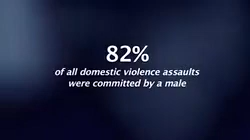 82%
of all domestic violence assaults
were committed by a male